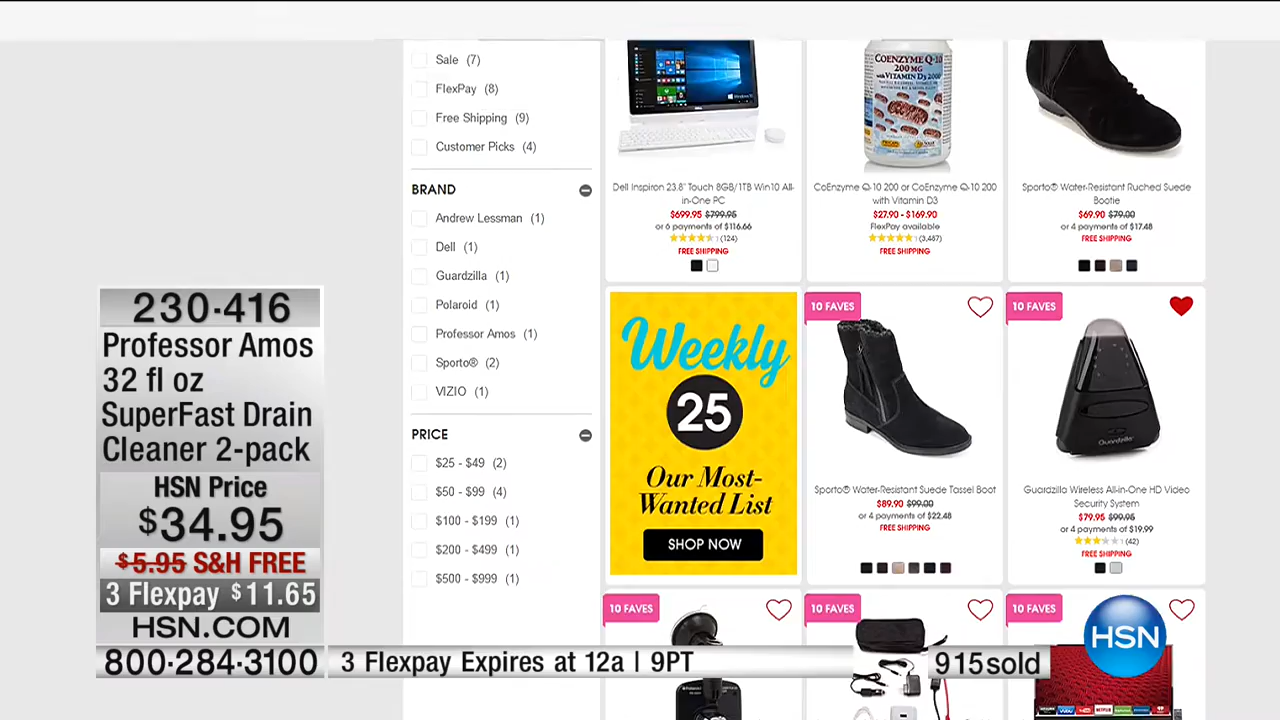 230-416
Professor Amos
32 fl oz
SuperFast Drain
Cleaner 2-pack
HSN Price
$34.95
$5.95 S&H FREE
3 Flexpay $11.65
HSN.COM
800-284-3100
3 Flexpay Expires at 12a | 9PT
915sold
HSN
Sale (7)
FlexPay (8)
Free Shipping (9)
Customer Picks (4)
BRAND
Andrew Lessman (1)
Dell (1)
Guardzilla (1)
Polaroid (1)
Professor Amos (1)
Sporto® (2)
VIZIO (1)
PRICE
$25 - $49 (2)
$50 - $99 (4)
$100 - $199 (1)
$200 - $499 (1)
$500 - $999 (1)
Dell Inspiron 23.8" Touch 8GB/1TB Win10 All-
in-One PC
$699.95 $799.95
or 6 payments of $116.66
(124)
FREE SHIPPING
COENZYME Q-10
200 MG
with VITAMIN D3 2000
CoEnzyme Q-10 200 or CoEnzyme Q-10 200
with Vitamin D3
$27.90 - $169.90
FlexPay available
(3,487)
FREE SHIPPING
Sporto® Water-Resistant Ruched Suede
Bootie
$69.90 $79.00
or 4 payments of $17.48
FREE SHIPPING
Weekly
25
Our Most-
Wanted List
SHOP NOW
10 FAVES
Sporto® Water-Resistant Suede Tassel Boot
$89.90 $99.00
or 4 payments of $22.48
FREE SHIPPING
10 FAVES
Guardzilla
Guardzilla Wireless All-in-One HD Video
Security System
$79.95 $99.95
or 4 payments of $19.99
(42)
FREE SHIPPING
10 FAVES
10 FAVES
10 FAVES